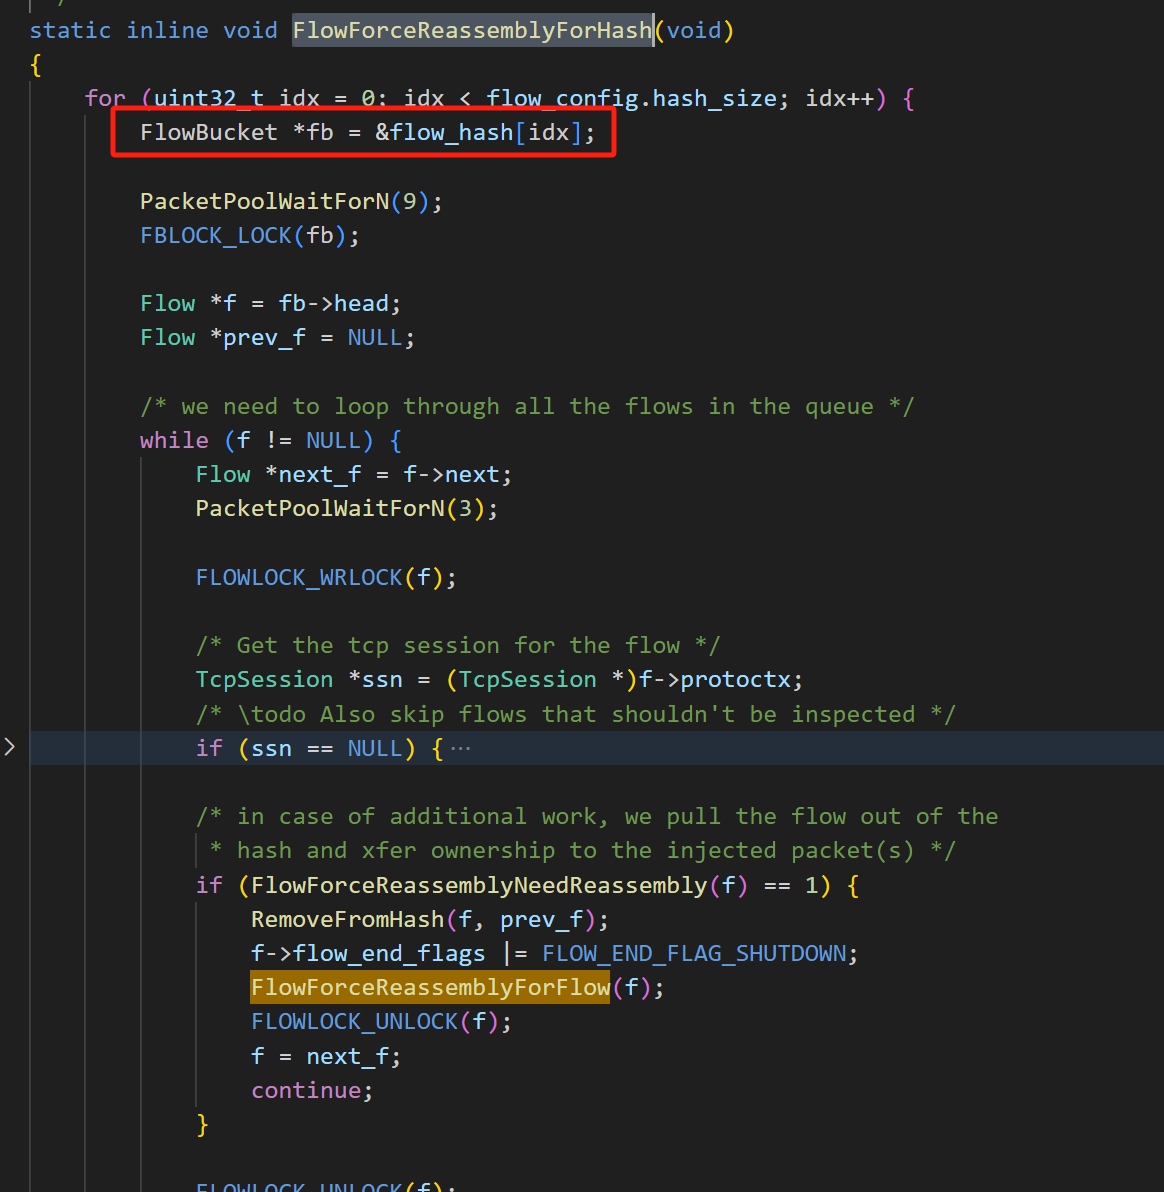 static inline void FlowForceReassemblyForHash(void)
{
for (uint32_t idx = 0; idx < flow_config.hash_size; idx++) {
FlowBucket *fb = &flow_hash[idx];
PacketPoolWaitForN(9);
FBLOCK_LOCK(fb);
Flow *f = fb->head;
Flow *prev_f = NULL;
/* we need to loop through all the flows in the queue */
while (f != NULL) {
Flow *next_f = f->next;
PacketPoolWaitForN(3);
FLOWLOCK_WRLOCK(f);
/* Get the tcp session for the flow */
TcpSession *ssn = (TcpSession *)f->protoctx;
/* \todo Also skip flows that shouldn't be inspected */
if (ssn == NULL) {···
/* in case of additional work, we pull the flow out of the
* hash and xfer ownership to the injected packet(s) */
if (FlowForceReassemblyNeedReassembly(f) == 1) {
RemoveFromHash(f, prev_f);
f->flow_end_flags |= FLOW_END_FLAG_SHUTDOWN;
FlowForceReassemblyForFlow(f);
FLOWLOCK_UNLOCK(f);
f = next_f;
continue;
}
FLOWLOCK_UNLOCK(f);